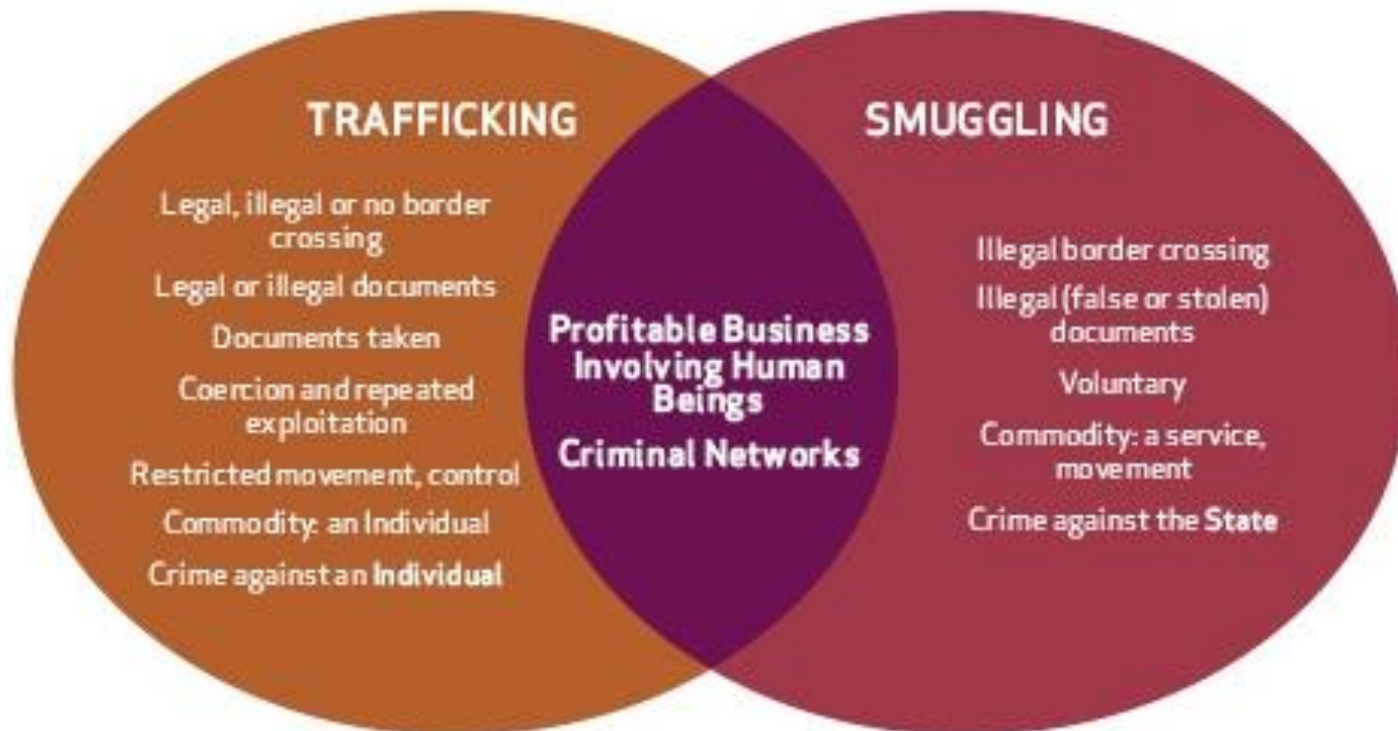 TRAFFICKING
Legal, illegal or no border
crossing
Legal or illegal documents
Documents taken
Coercion and repeated
exploitation
Restricted movement, control
Commodity: an Individual
Crime against an Individual
Profitable Business
Involving Human
Beings
Criminal Networks
SMUGGLING
Illegal border crossing
Illegal (false or stolen)
documents
Voluntary
Commodity: a service,
movement
Crime against the State